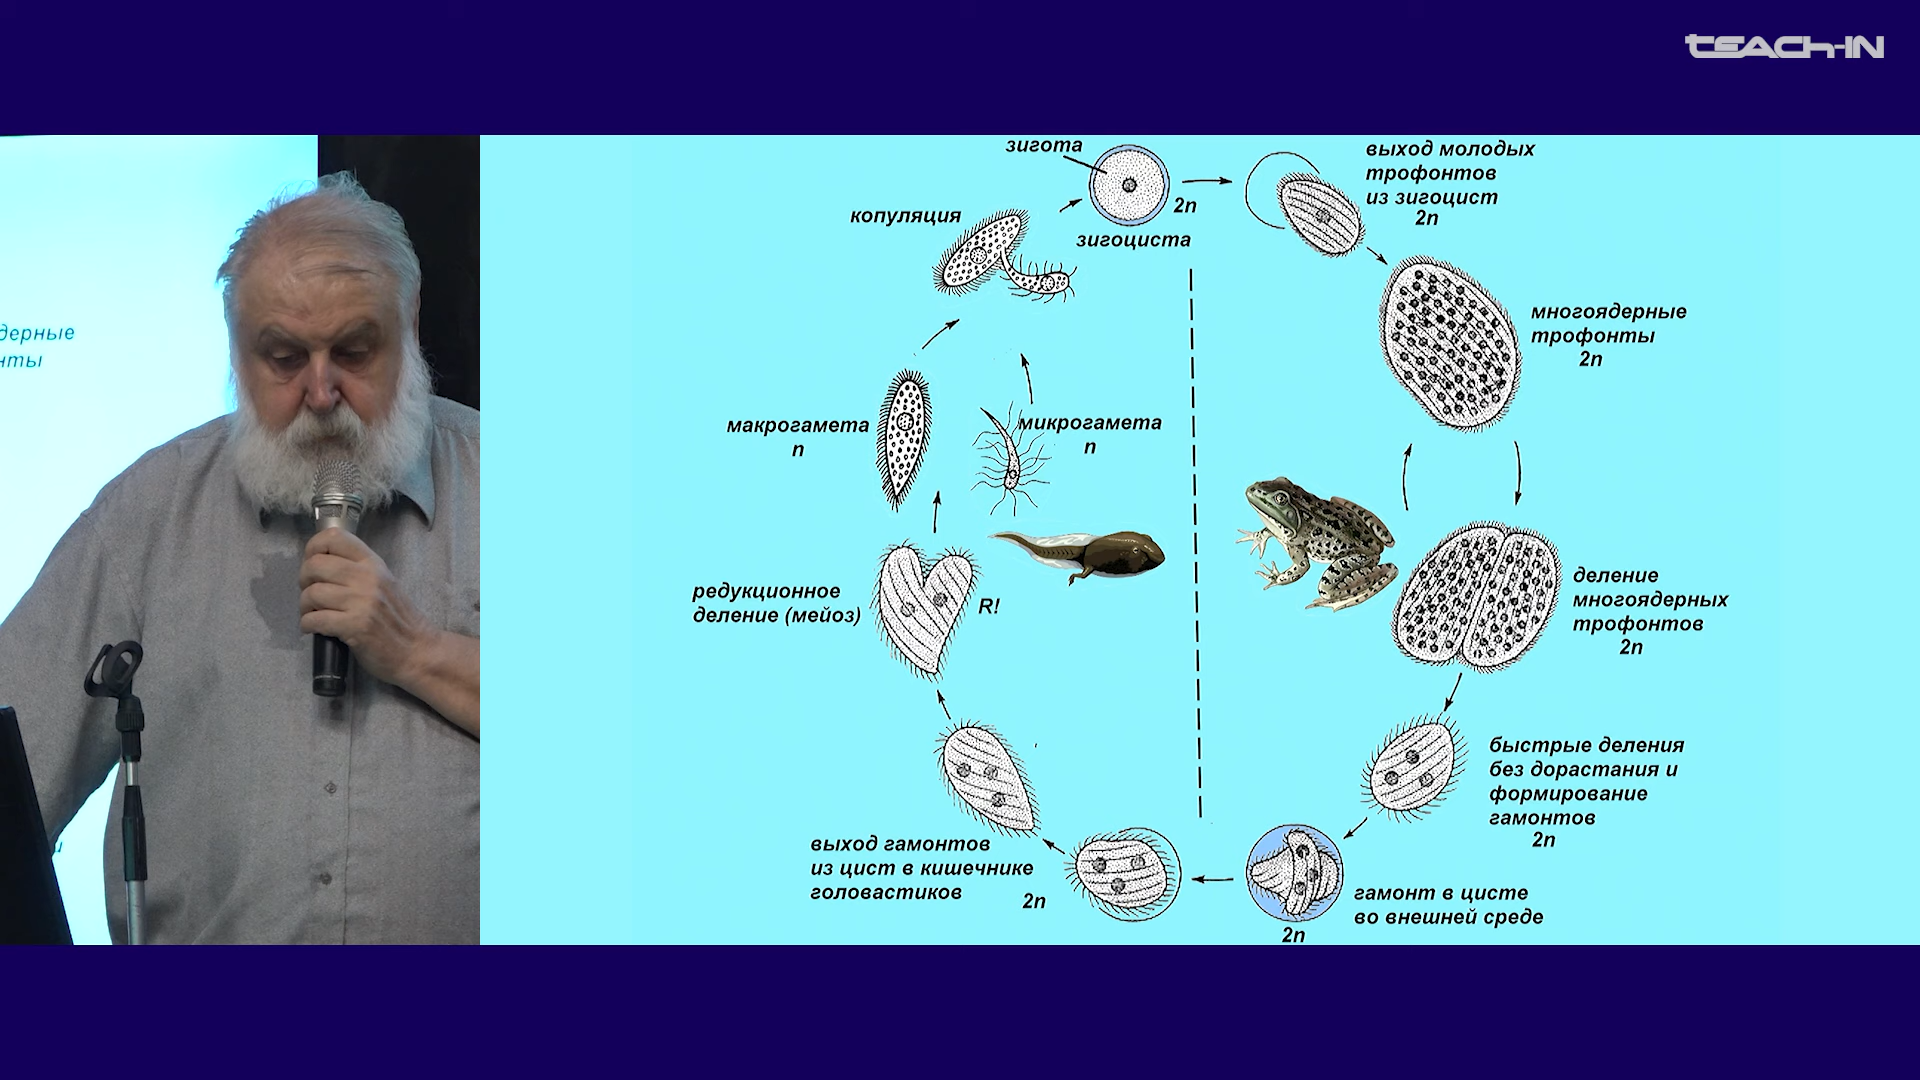 TEACH-IN
дерные
нты
зигота
2n
зигоциста
выход молодых
трофонтов
из зигоцист
2n
копуляция
многоядерные
трофонты
2n
макрогамета
n
микрогамета
n
редукционное
деление (мейоз)
R!
деление
многоядерных
трофонтов
2n
быстрые деления
без дорастания и
формирование
гамонтов
2n
выход гамонтов
из цист в кишечнике
головастиков
2n
гамонт в цисте
во внешней среде
2n